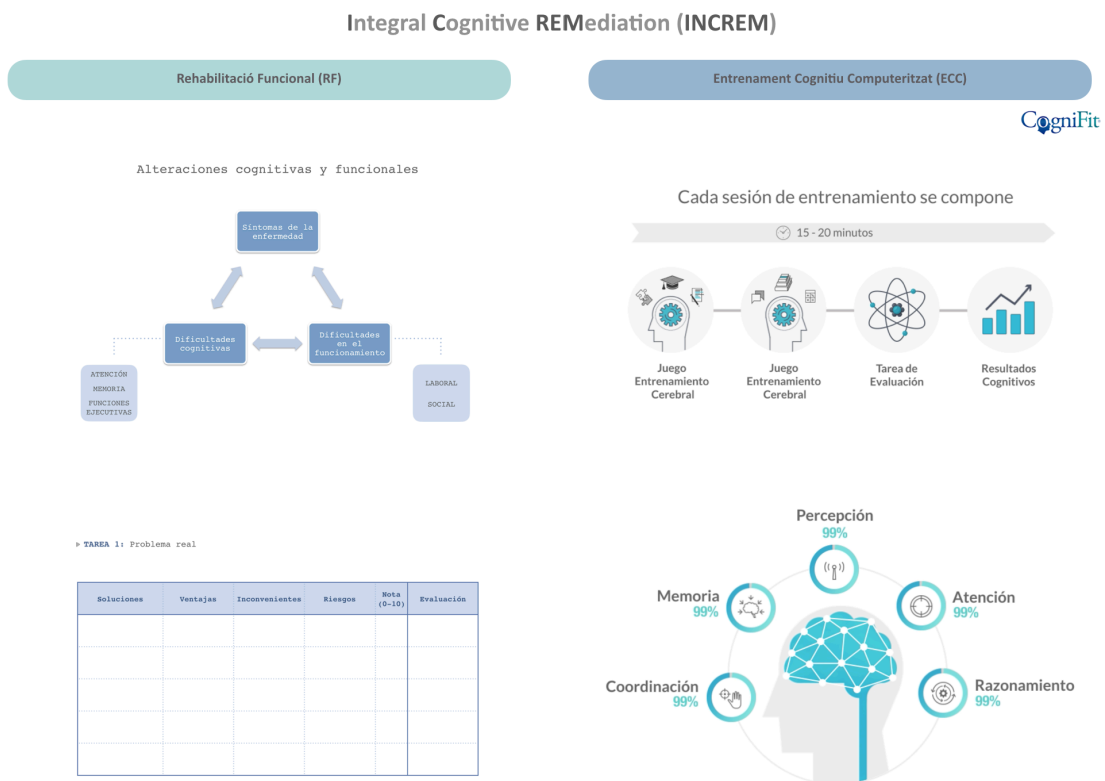 Integral Cognitive REMediation (INCREM)
Rehabilitació Funcional (RF)
Alteraciones cognitivas y funcionales
Síntomas de la
enfermedad
Dificultades
cognitivas
Dificultades
en el
funcionamiento
ATENCIÓN
MEMORIA
FUNCIONES
EJECUTIVAS
LABORAL
SOCIAL
TAREA 1: Problema real
Soluciones Ventajas Inconvenientes Riesgos Nota Evaluación
(0-10)
Entrenament Cognitiu Computeritzat (ECC)
CogniFit
Cada sesión de entrenamiento se compone
15 - 20 minutos
Juego
Entrenamiento
Cerebral
Juego
Entrenamiento
Cerebral
Tarea de
Evaluación
Resultados
Cognitivos
Percepción
99%
Memoria
99%
Atención
99%
Coordinación
99%
Razonamiento
99%